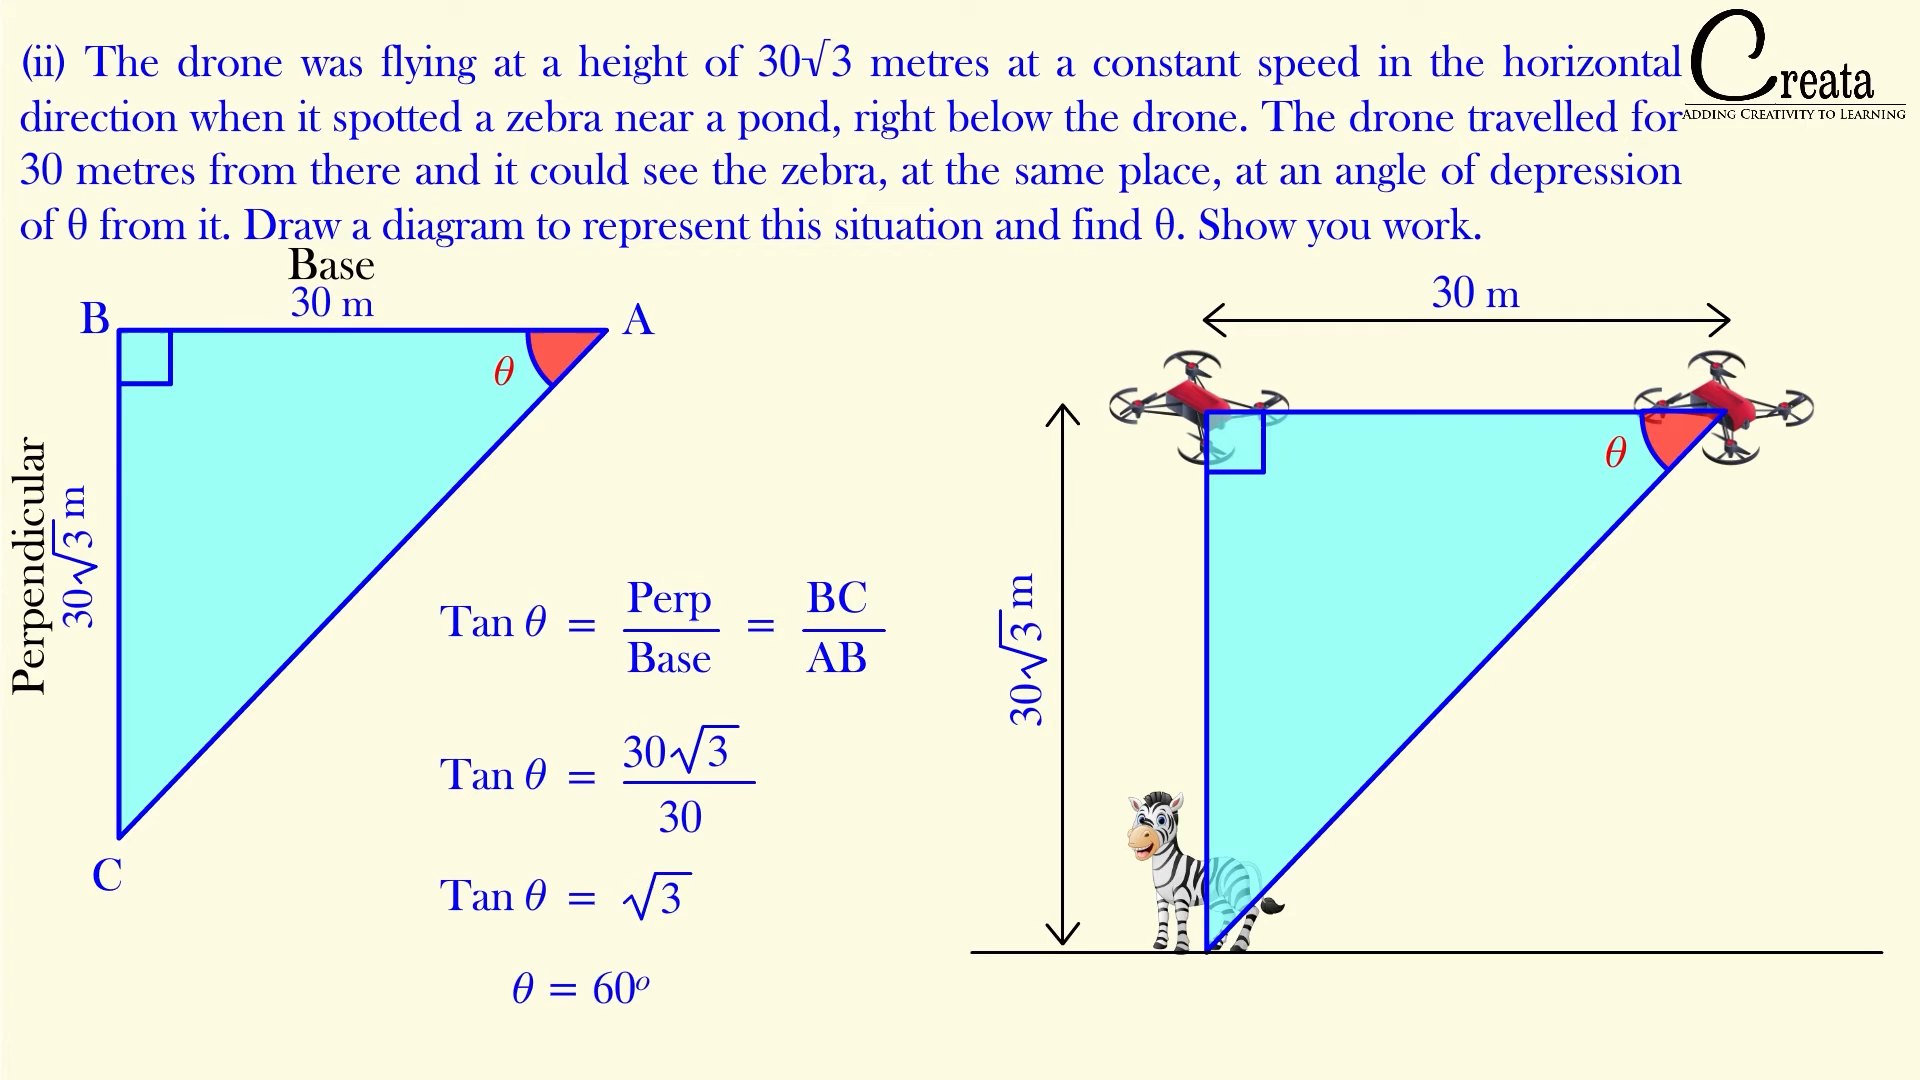 (ii) The drone was flying at a height of 30√3 metres at a constant speed in the horizontal
direction when it spotted a zebra near a pond, right below the drone. The drone travelled for
30 metres from there and it could see the zebra, at the same place, at an angle of depression
of θ from it. Draw a diagram to represent this situation and find θ. Show you work.
Creata
ADDING CREATIVITY TO LEARNING
Base
30 m
B
A
θ
Perpendicular
30√3 m
C
Tan θ = Perp/Base = BC/AB
Tan θ = 30√3/30
Tan θ = √3
θ = 60°
30 m
θ
30√3 m